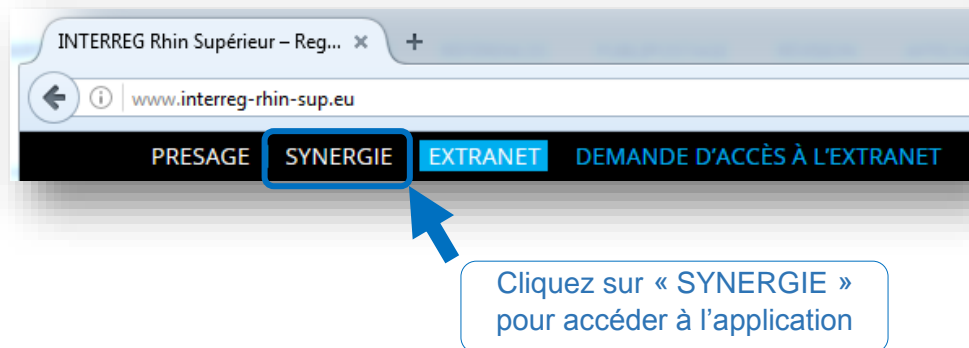 INTERREG Rhin Supérieur – Reg... × +
www.interreg-rhin-sup.eu
PRESAGE SYNERGIE EXTRANET DEMANDE D'ACCÈS À L'EXTRANET
Cliquez sur « SYNERGIE »
pour accéder à l’application